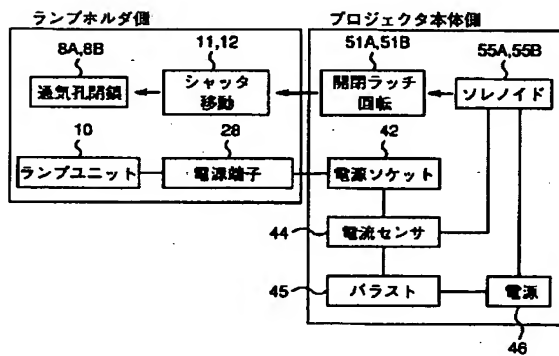 ランプホルダ側
プロジェクタ本体側
8A,8B
11,12
51A,51B
55A,55B
通気孔閉鎖
シャッタ
移動
開閉ラッチ
回転
ソレノイド
10
28
42
ランプユニット
電源端子
電源ソケット
44
電流センサ
45
バラスト
電源
46